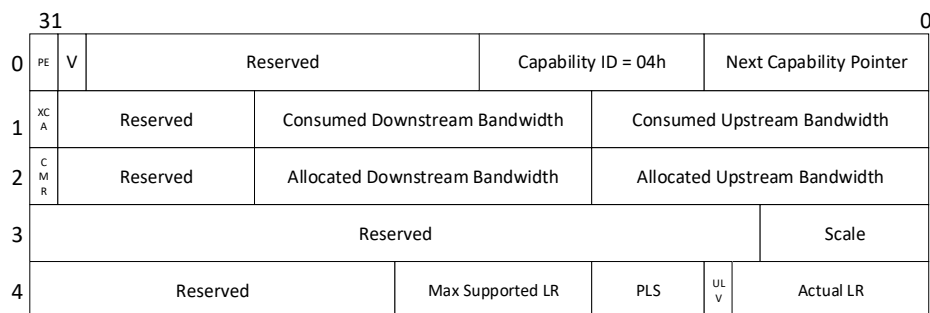 31 0
0 PE V Reserved Capability ID = 04h Next Capability Pointer
1 XC A Reserved Consumed Downstream Bandwidth Consumed Upstream Bandwidth
2 C M R Reserved Allocated Downstream Bandwidth Allocated Upstream Bandwidth
3 Reserved Scale
4 Reserved Max Supported LR PLS UL V Actual LR